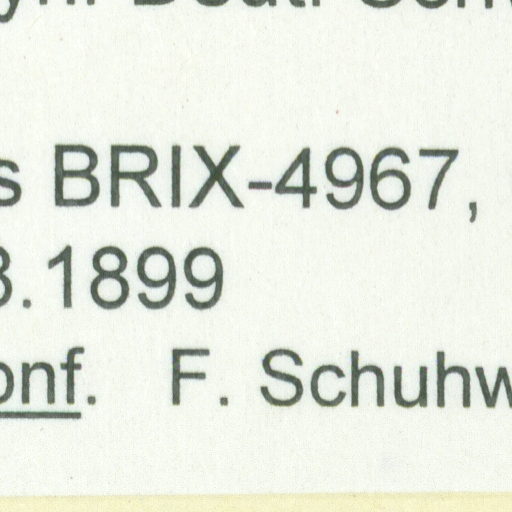 s BRIX-4967,
3.1899
onf. F. Schuhw